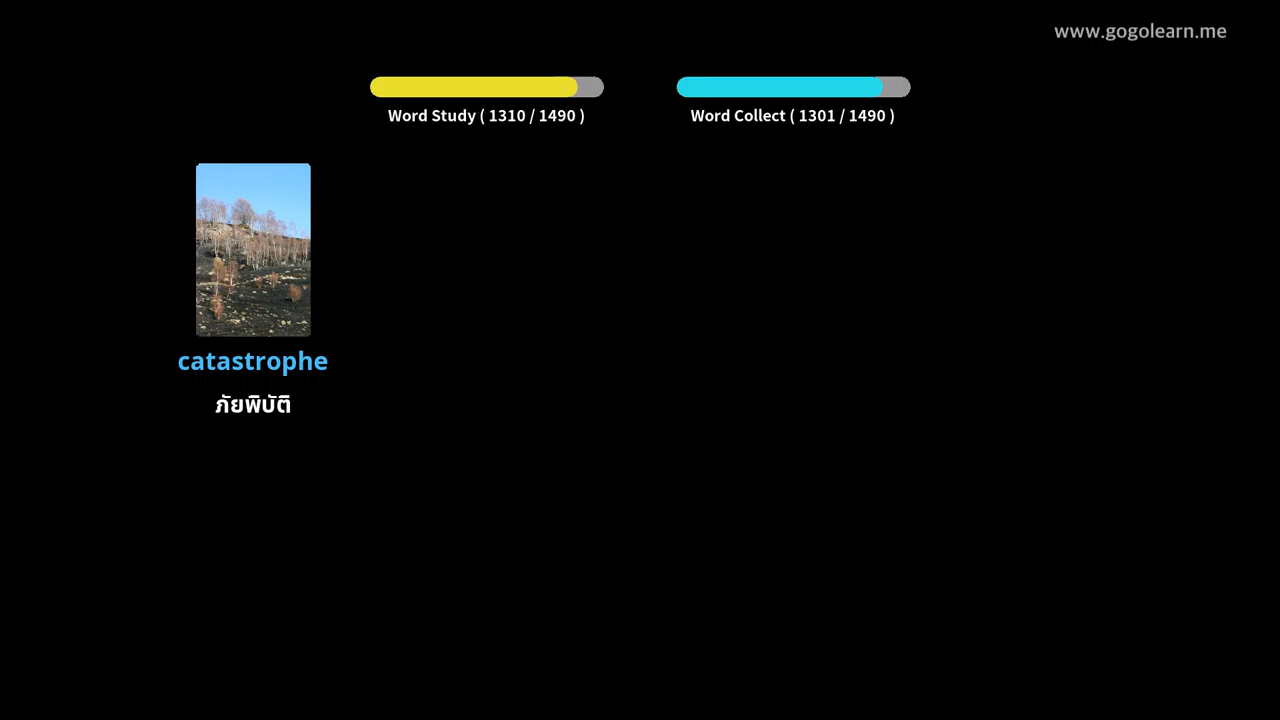 www.gogolearn.me
Word Study ( 1310 / 1490 )
Word Collect ( 1301 / 1490 )
catastrophe
ภัยพิบัติ